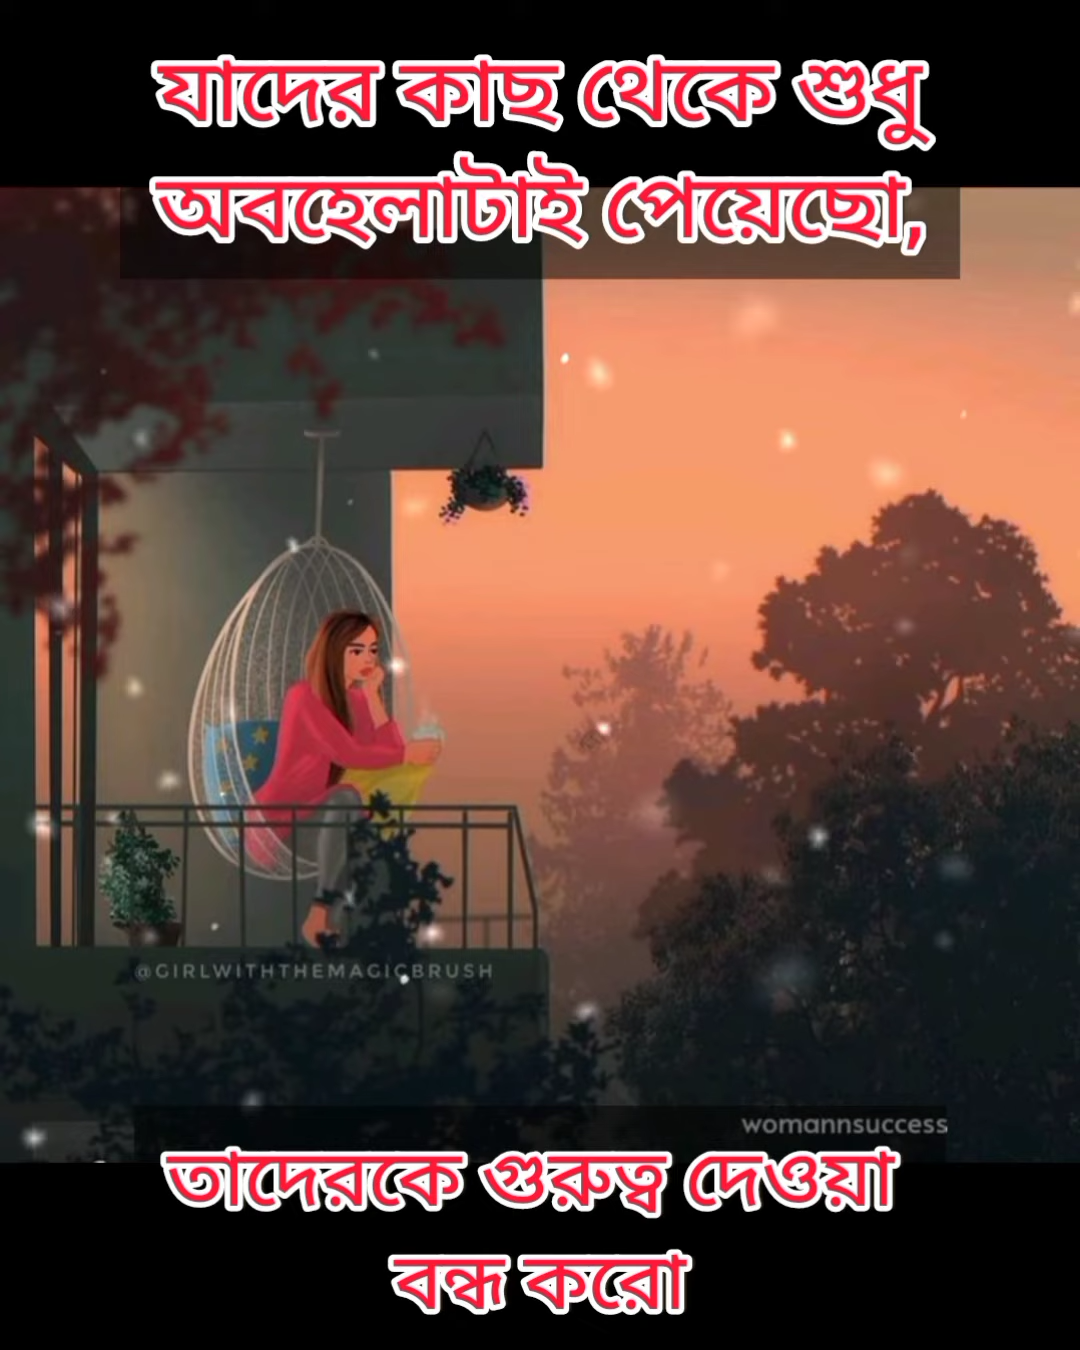 যাদের কাছ থেকে শুধু
অবহেলাটাই পেয়েছো,
@GIRLWITHTHEMAGICBRUSH
womannsuccess
তাদেরকে গুরুত্ব দেওয়া
বন্ধ করো